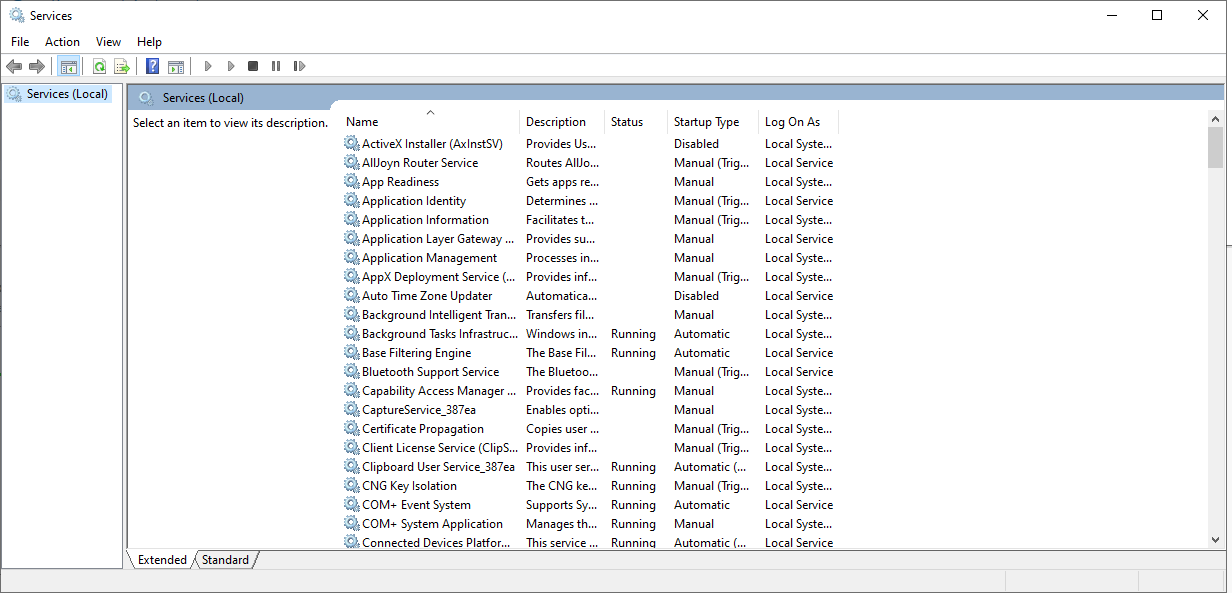 Services
File Action View Help
Services (Local)
Services (Local)
Select an item to view its description.
Name Description Status Startup Type Log On As
ActiveX Installer (AxInstSV) Provides Us... Disabled Local Syste...
AllJoyn Router Service Routes AllJo... Manual (Trig... Local Service
App Readiness Gets apps re... Manual Local Syste...
Application Identity Determines ... Manual (Trig... Local Service
Application Information Facilitates t... Manual (Trig... Local Syste...
Application Layer Gateway ... Provides su... Manual Local Service
Application Management Processes in... Manual Local Syste...
AppX Deployment Service (... Provides inf... Manual (Trig... Local Syste...
Auto Time Zone Updater Automatica... Disabled Local Service
Background Intelligent Tran... Transfers fil... Manual Local Syste...
Background Tasks Infrastruc... Windows in... Running Automatic Local Syste...
Base Filtering Engine The Base Fil... Running Automatic Local Service
Bluetooth Support Service The Bluetoo... Manual (Trig... Local Service
Capability Access Manager ... Provides fac... Running Manual Local Syste...
CaptureService_387ea Enables opti... Manual Local Syste...
Certificate Propagation Copies user ... Manual (Trig... Local Syste...
Client License Service (ClipS... Provides inf... Manual (Trig... Local Syste...
Clipboard User Service_387ea This user ser... Running Automatic (... Local Syste...
CNG Key Isolation The CNG ke... Running Manual (Trig... Local Syste...
COM+ Event System Supports Sy... Running Automatic Local Service
COM+ System Application Manages th... Running Manual Local Syste...
Connected Devices Platfor... This service ... Running Automatic (... Local Service
Extended Standard